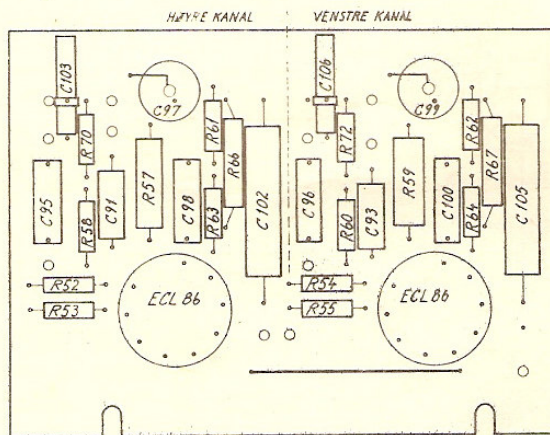 HØYRE KANAL
VENSTRE KANAL
C103
C97
R70
R61
R66
C95
C91
R57
C98
R58
R63
C102
R52
R53
ECL 86
C106
C99
R72
R62
R67
C96
R59
C100
C105
R60
C93
R64
R54
R55
ECL 86